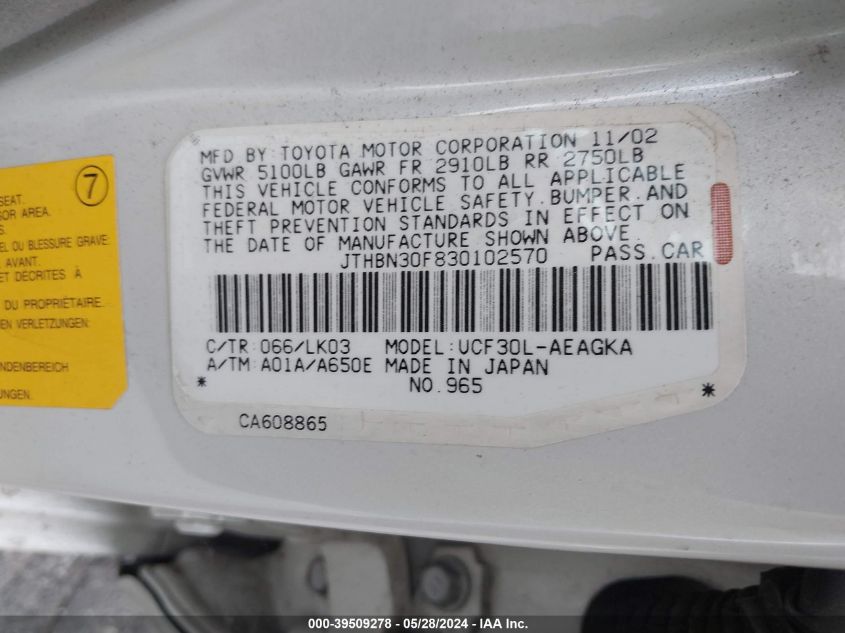 7
SEAT.
SOR AREA.
S.
EL OU BLESSURE GRAVE
ET DÉCRITES À
DU PROPRIÉTAIRE.
EN VERLETZUNGEN
NDENBEREICH
UNGEN.
MFD BY TOYOTA MOTOR CORPORATION 11/02
GVWR 5100LB GAWR FR 2910LB RR 2750LB
THIS VEHICLE CONFORMS TO ALL APPLICABLE
FEDERAL MOTOR VEHICLE SAFETY, BUMPER, AND
THEFT PREVENTION STANDARDS IN EFFECT ON
THE DATE OF MANUFACTURE SHOWN ABOVE.
JTHBN30F830102570 PASS. CAR
C/TR:066/LK03 MODEL:UCF30L-AEAGKA
A/TM:A01A/A650E MADE IN JAPAN
* NO.965 *
CA608865
000-39509278 - 05/28/2024 - IAA Inc.